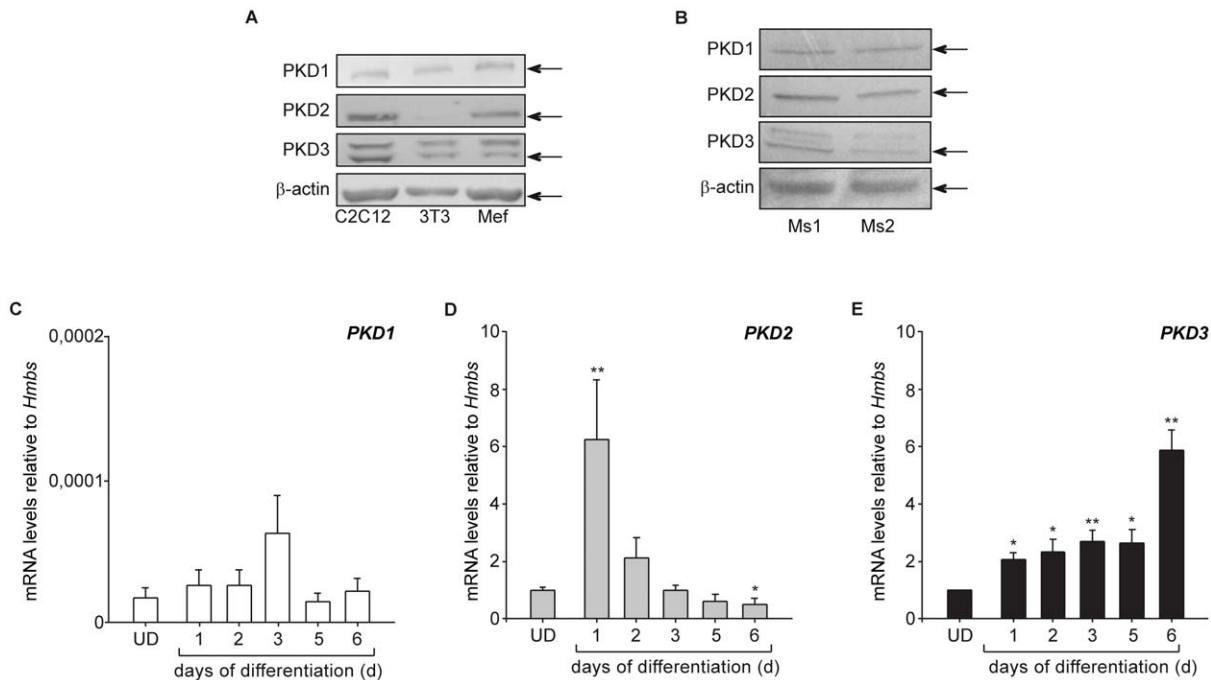 A
PKD1
PKD2
PKD3
β-actin
C2C12 3T3 Mef
B
PKD1
PKD2
PKD3
β-actin
Ms1 Ms2
C
PKD1
mRNA levels relative to Hmbs
0,0002
0,0001
0
UD 1 2 3 5 6
days of differentiation (d)
D
PKD2
mRNA levels relative to Hmbs
10
8
6
4
2
0
**
*
UD 1 2 3 5 6
days of differentiation (d)
E
PKD3
mRNA levels relative to Hmbs
10
8
6
4
2
0
* * ** * **
UD 1 2 3 5 6
days of differentiation (d)